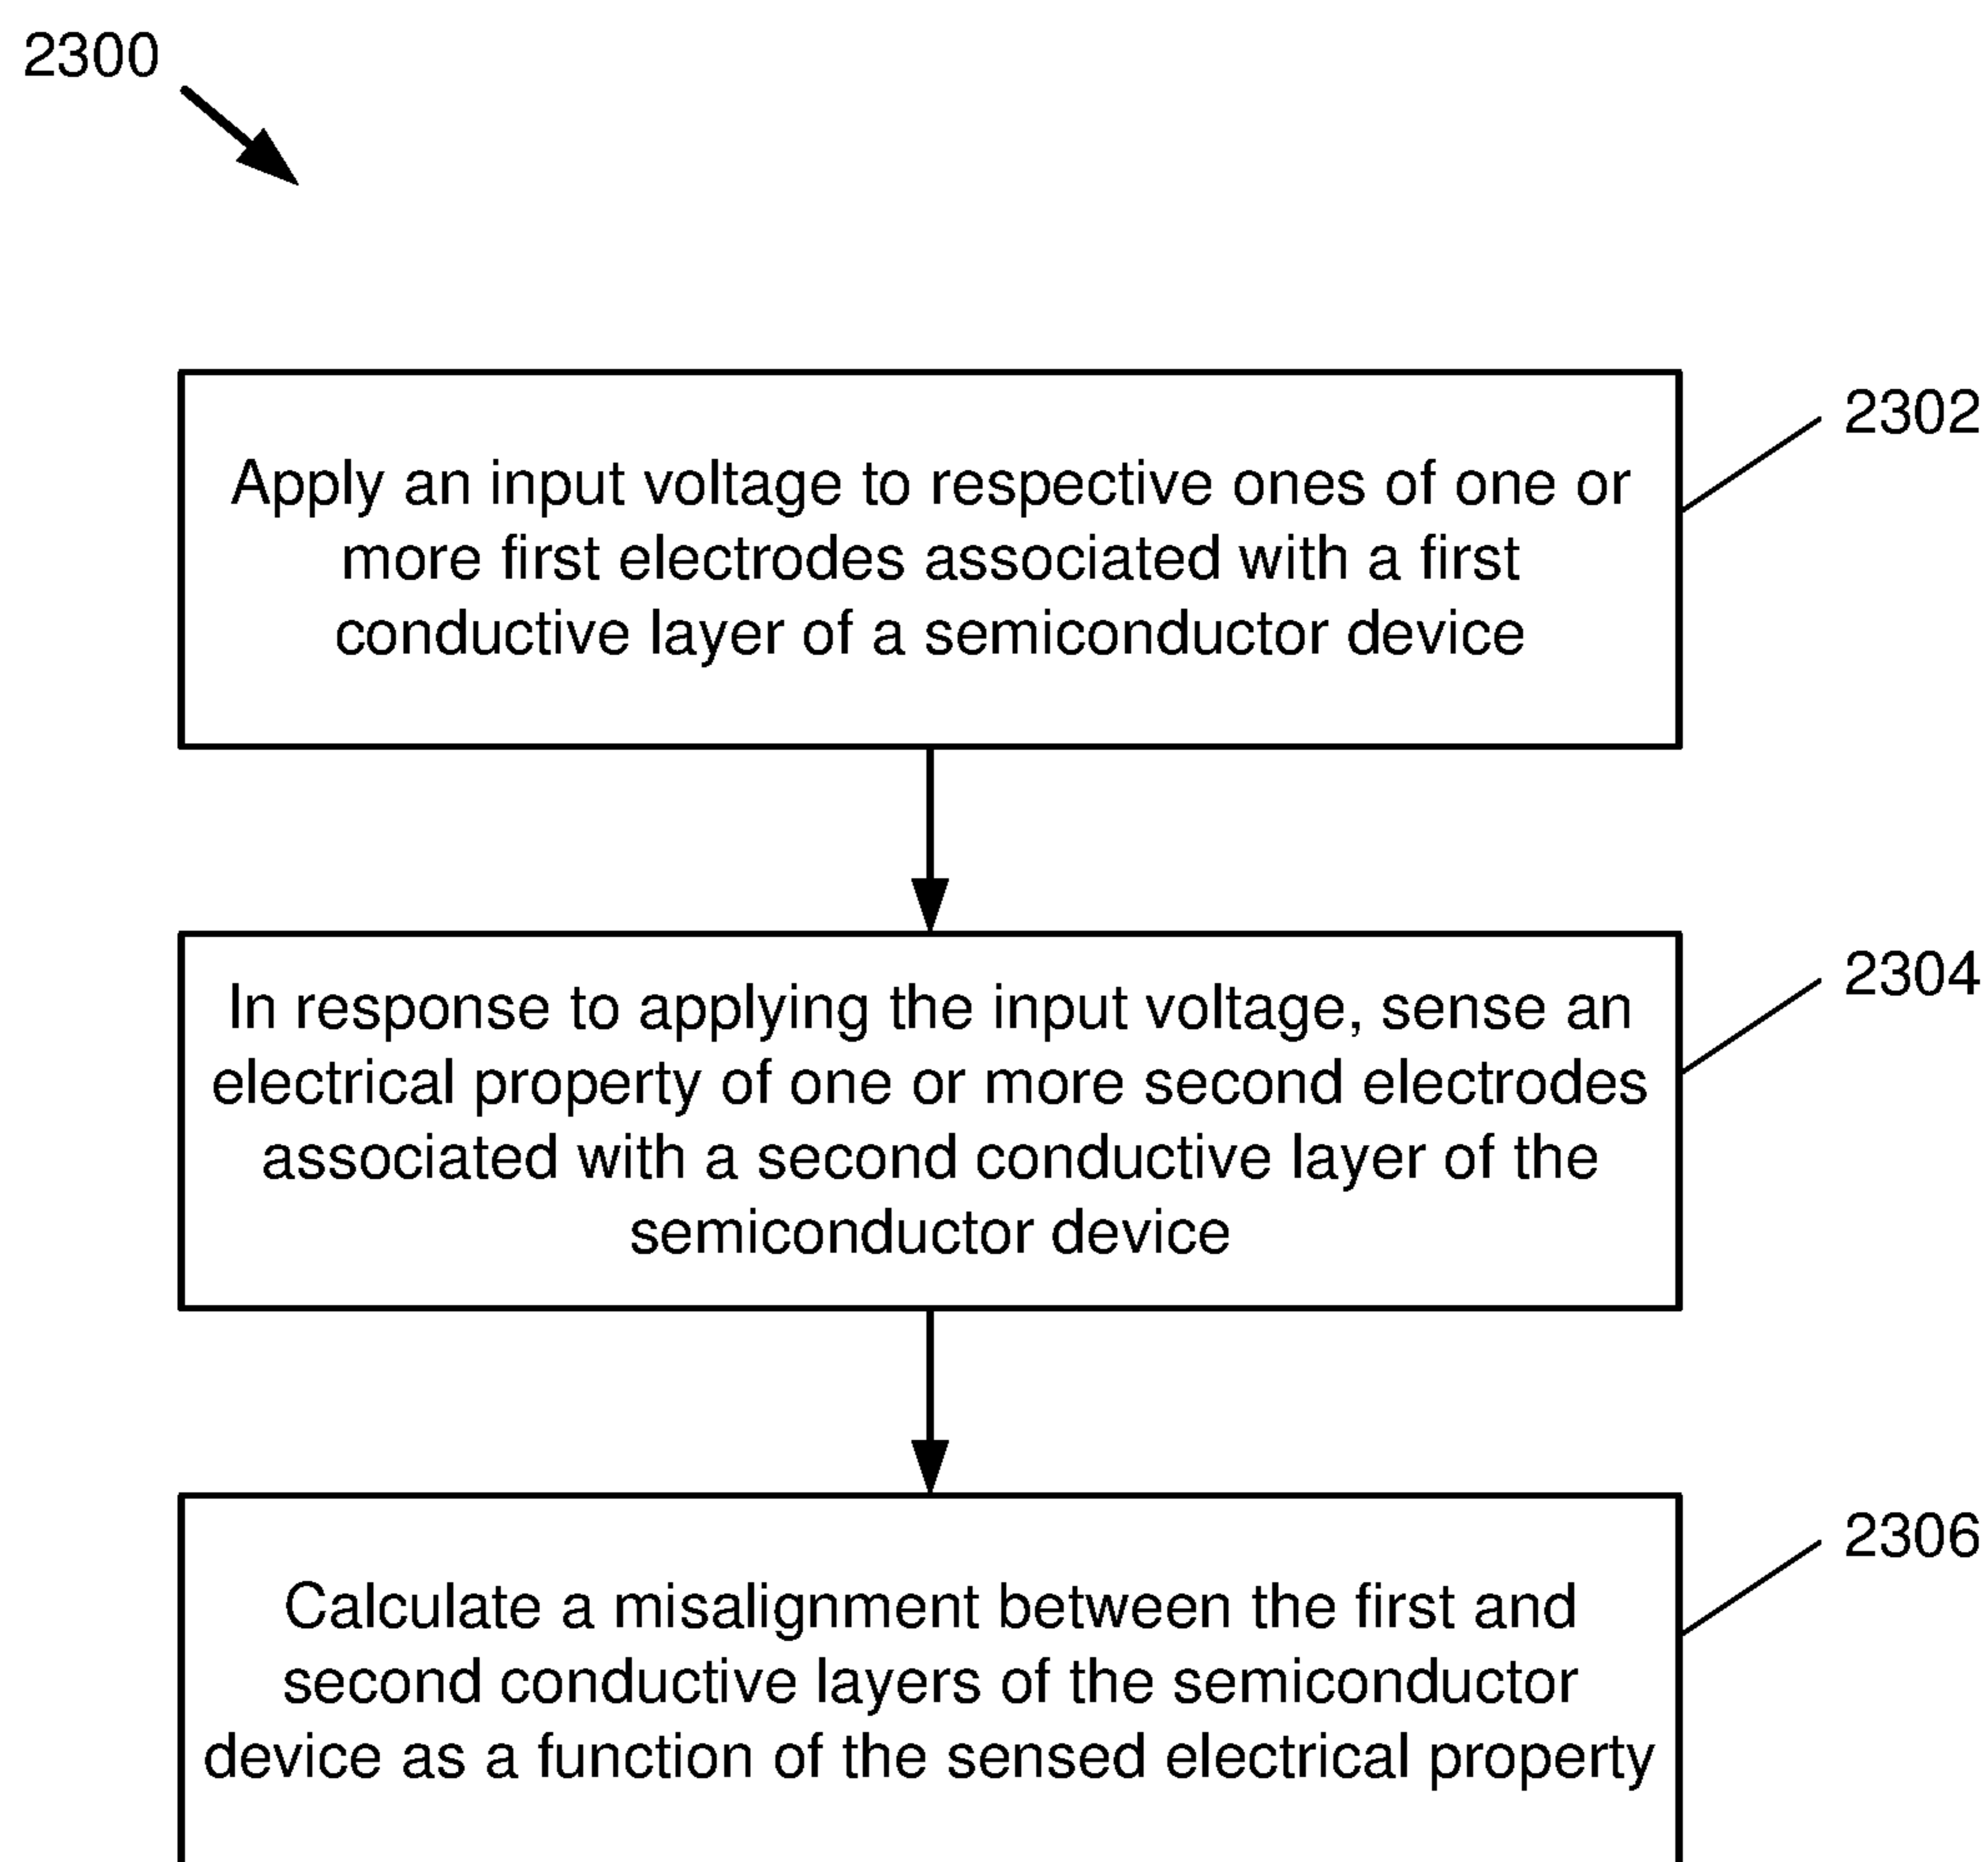 2300
2302
Apply an input voltage to respective ones of one or
more first electrodes associated with a first
conductive layer of a semiconductor device
2304
In response to applying the input voltage, sense an
electrical property of one or more second electrodes
associated with a second conductive layer of the
semiconductor device
2306
Calculate a misalignment between the first and
second conductive layers of the semiconductor
device as a function of the sensed electrical property